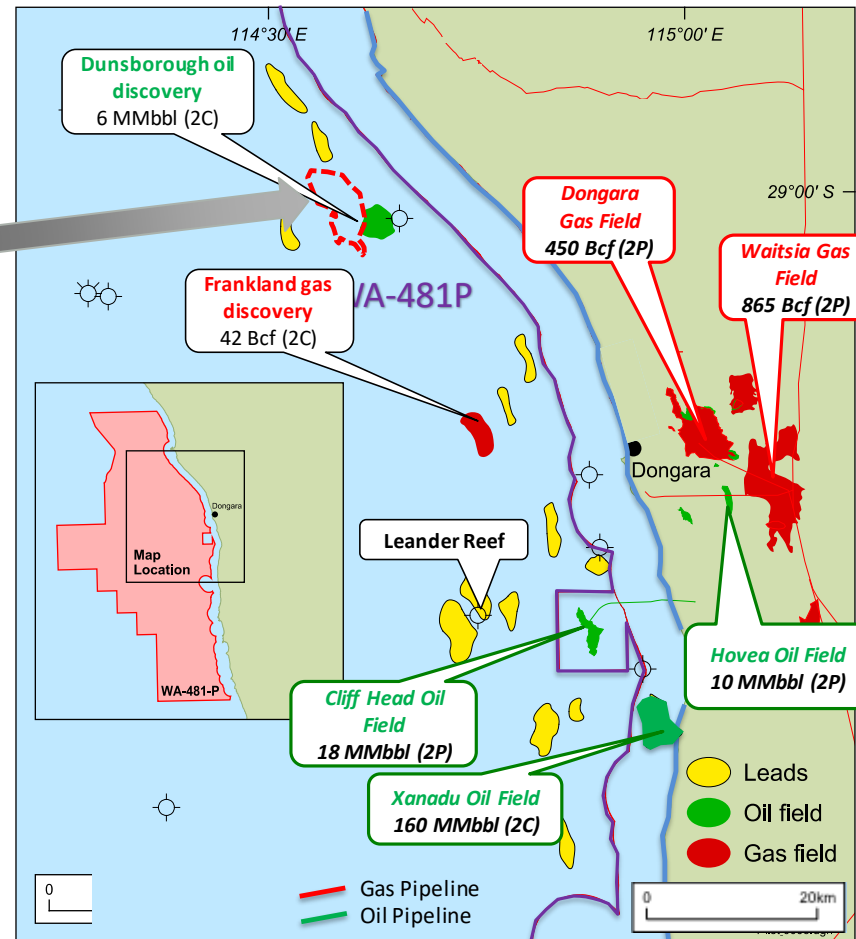 114°30' E
115°00' E
Dunsborough oil
discovery
6 MMbbl (2C)
29°00' S
Dongara
Gas Field
450 Bcf (2P)
Waitsia Gas
Field
865 Bcf (2P)
Frankland gas
discovery
42 Bcf (2C)
WA-481P
Dongara
Dongara
Map
Location
WA-481-P
Leander Reef
Hovea Oil Field
10 MMbbl (2P)
Cliff Head Oil
Field
18 MMbbl (2P)
Xanadu Oil Field
160 MMbbl (2C)
Leads
Oil field
Gas field
Gas Pipeline
Oil Pipeline
0
0
20km